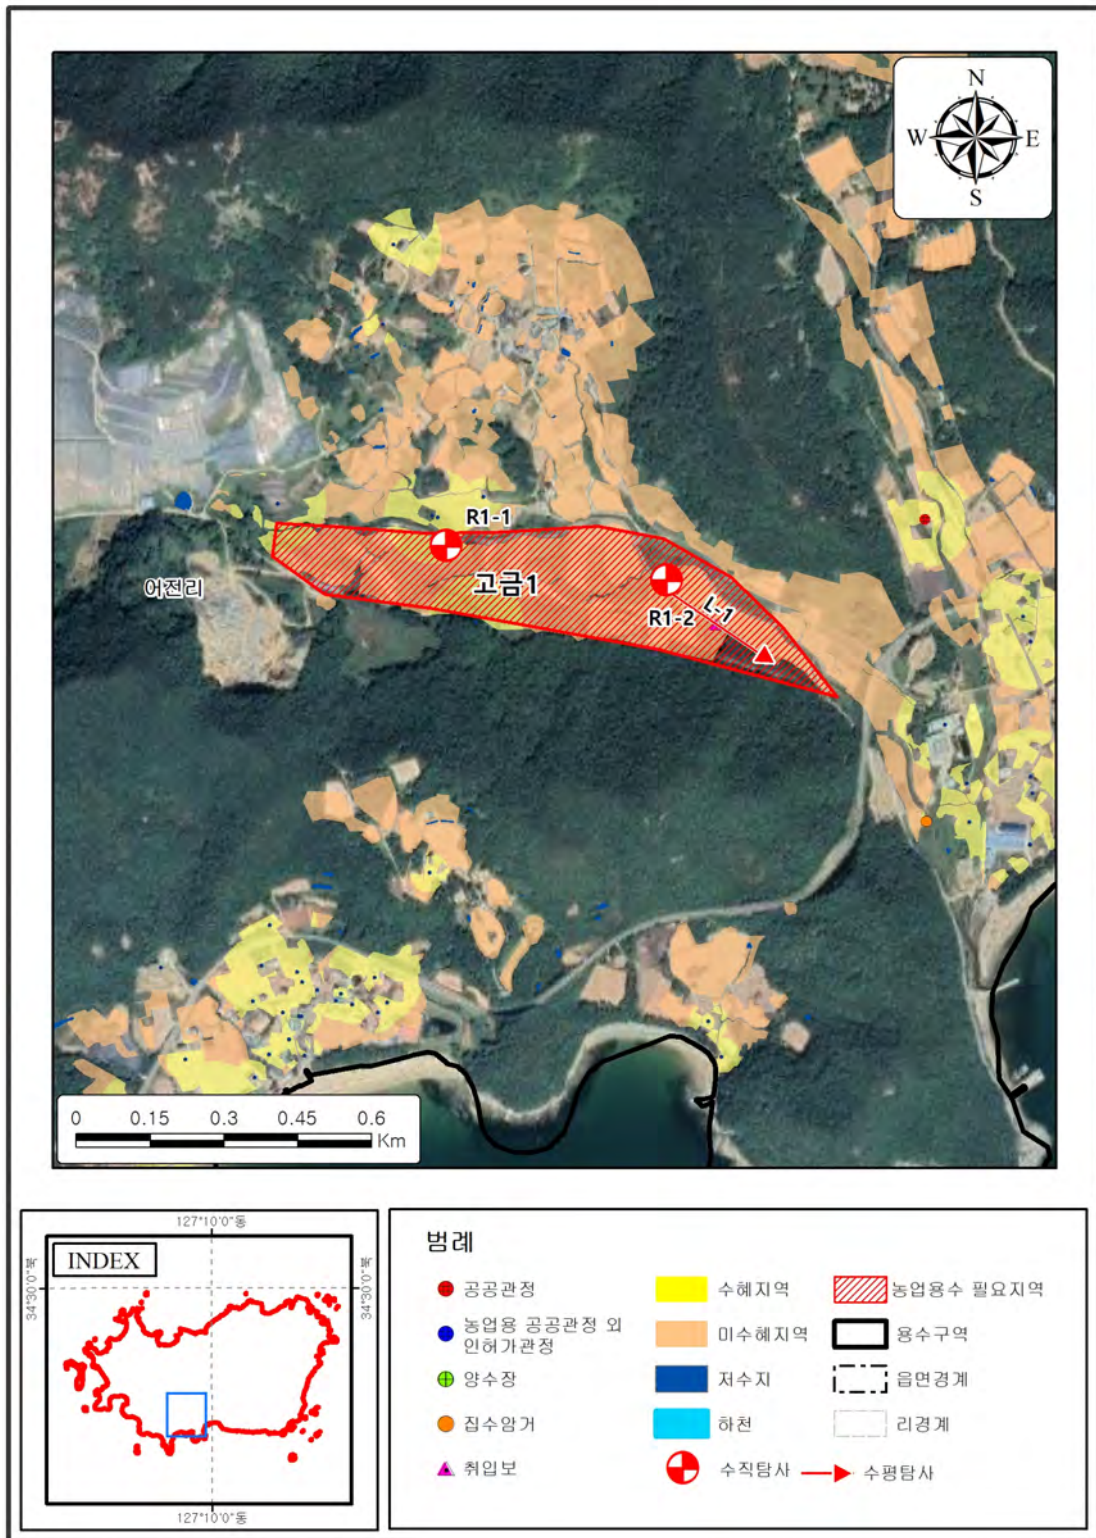 N
W E
S
R1-1
고금1
어전리
R1-2
L-1
0 0.15 0.3 0.45 0.6
Km
127°10'0"동
INDEX
34°30'0"북
34°30'0"북
127°10'0"동
범례
공공관정
수혜지역
농업용수 필요지역
농업용 공공관정 외
인허가관정
미수혜지역
용수구역
양수장
저수지
읍면경계
집수암거
하천
리경계
취입보
수직탐사
수평탐사